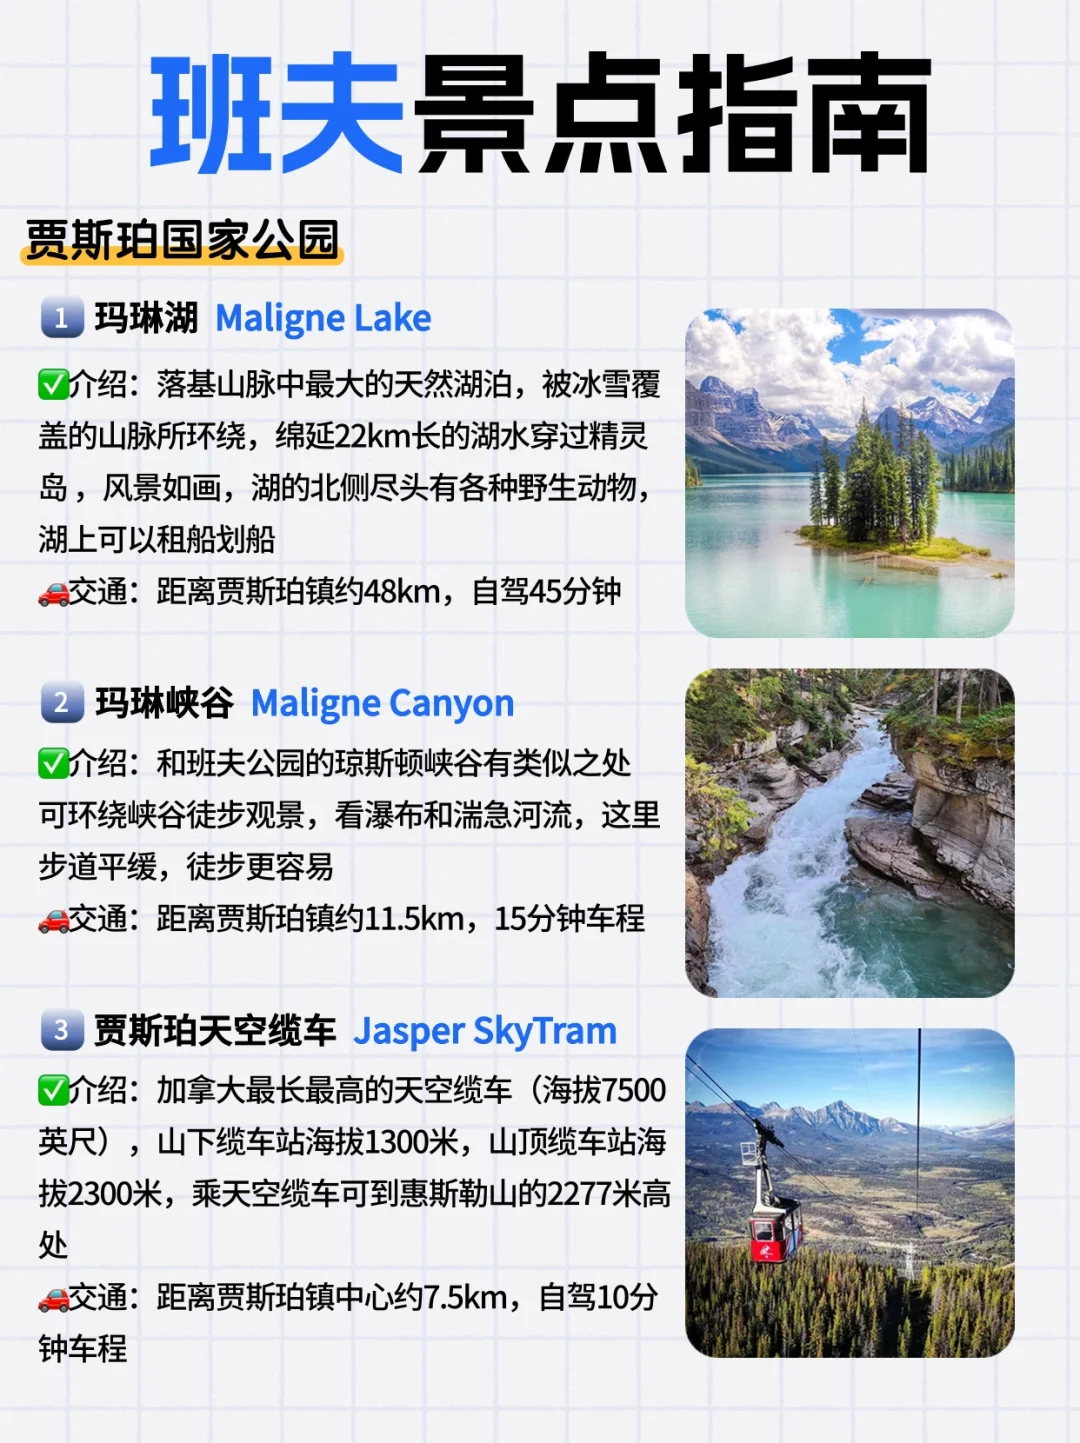 班夫景点指南
贾斯珀国家公园
1 玛琳湖 Maligne Lake
✅介绍：落基山脉中最大的天然湖泊，被冰雪覆
盖的山脉所环绕，绵延22km长的湖水穿过精灵
岛，风景如画，湖的北侧尽头有各种野生动物，
湖上可以租船划船
🚗交通：距离贾斯珀镇约48km，自驾45分钟
2 玛琳峡谷 Maligne Canyon
✅介绍：和班夫公园的琼斯顿峡谷有类似之处
可环绕峡谷徒步观景，看瀑布和湍急河流，这里
步道平缓，徒步更容易
🚗交通：距离贾斯珀镇约11.5km，15分钟车程
3 贾斯珀天空缆车 Jasper SkyTram
✅介绍：加拿大最长最高的天空缆车（海拔7500
英尺），山下缆车站海拔1300米，山顶缆车站海
拔2300米，乘天空缆车可到惠斯勒山的2277米高
处
🚗交通：距离贾斯珀镇中心约7.5km，自驾10分
钟车程